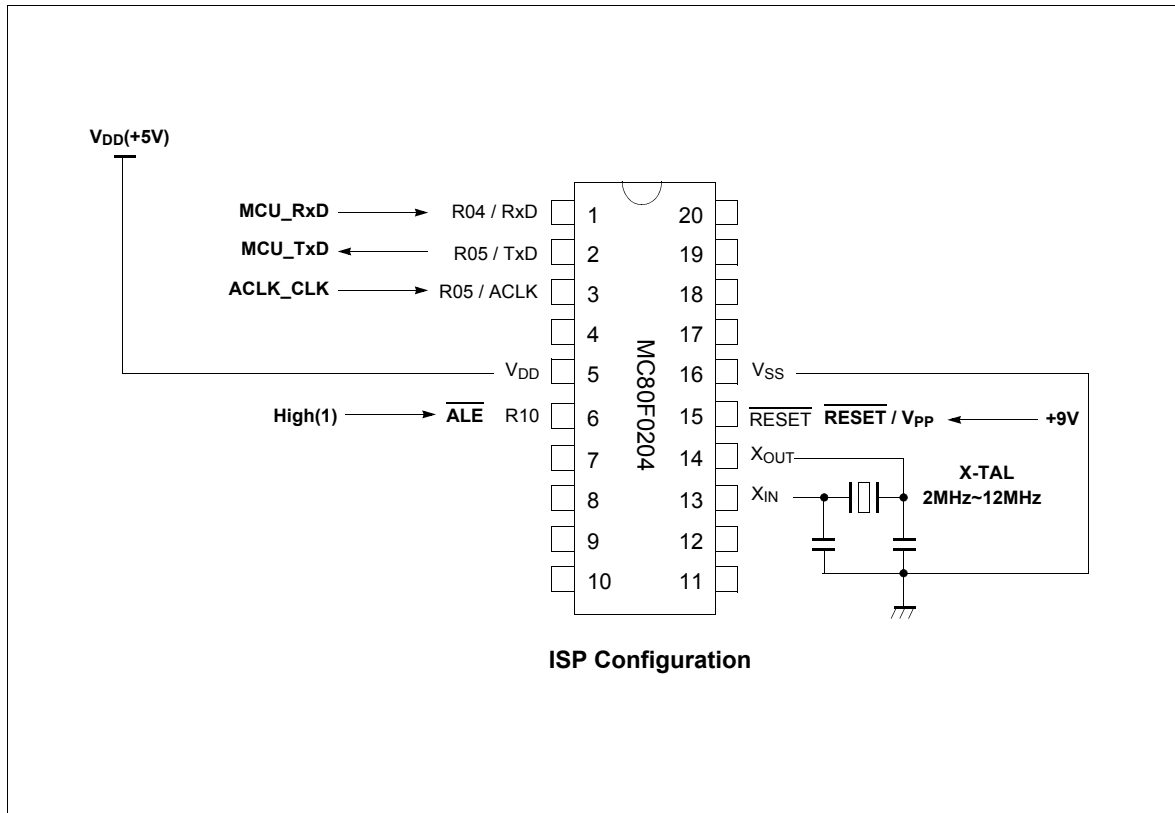 VDD(+5V)
MCU_RxD R04 / RxD 1 20
MCU_TxD R05 / TxD 2 19
ACLK_CLK R05 / ACLK 3 18
4 17
VDD 5 16 VSS
High(1) ALE R10 6 15 RESET RESET / VPP +9V
7 14 XOUT
X-TAL
8 13 XIN 2MHz~12MHz
9 12
10 11
MC80F0204
ISP Configuration